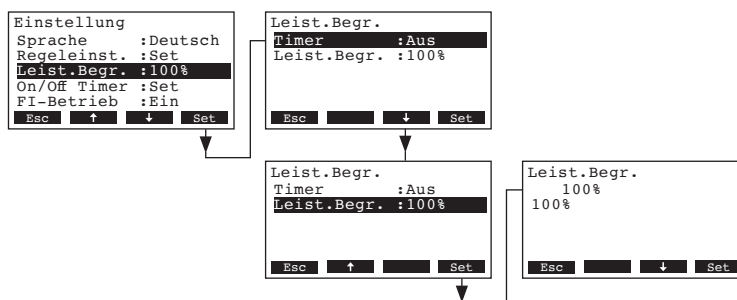 Einstellung
Sprache :Deutsch
Regeleinst. :Set
Leist.Begr. :100%
On/Off Timer :Set
FI-Betrieb :Ein
Esc ↑ ↓ Set
Leist.Begr.
Timer :Aus
Leist.Begr. :100%
Esc ↓ Set
Leist.Begr.
Timer :Aus
Leist.Begr. :100%
Esc ↑ Set
Leist.Begr.
100%
100%
Esc ↓ Set